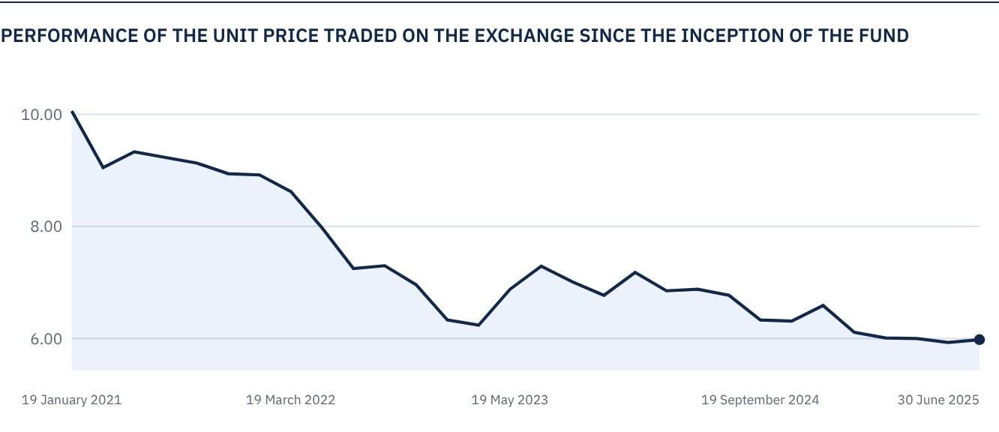 PERFORMANCE OF THE UNIT PRICE TRADED ON THE EXCHANGE SINCE THE INCEPTION OF THE FUND
10.00
8.00
6.00
19 January 2021 19 March 2022 19 May 2023 19 September 2024 30 June 2025